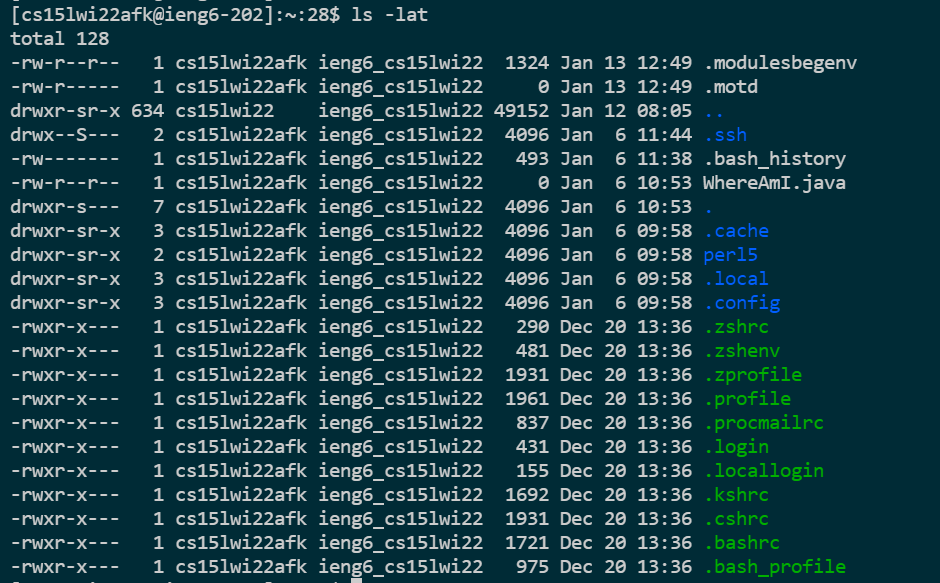 [cs15lwi22afk@ieng6-202]:~:28$ ls -lat
total 128
-rw-r--r--   1 cs15lwi22afk ieng6_cs15lwi22  1324 Jan 13 12:49 .modulesbegenv
-rw-r-----   1 cs15lwi22afk ieng6_cs15lwi22     0 Jan 13 12:49 .motd
drwxr-sr-x 634 cs15lwi22    ieng6_cs15lwi22 49152 Jan 12 08:05 ..
drwx--S---   2 cs15lwi22afk ieng6_cs15lwi22  4096 Jan  6 11:44 .ssh
-rw-------   1 cs15lwi22afk ieng6_cs15lwi22   493 Jan  6 11:38 .bash_history
-rw-r--r--   1 cs15lwi22afk ieng6_cs15lwi22     0 Jan  6 10:53 WhereAmI.java
drwxr-s---   7 cs15lwi22afk ieng6_cs15lwi22  4096 Jan  6 10:53 .
drwxr-sr-x   3 cs15lwi22afk ieng6_cs15lwi22  4096 Jan  6 09:58 .cache
drwxr-sr-x   2 cs15lwi22afk ieng6_cs15lwi22  4096 Jan  6 09:58 perl5
drwxr-sr-x   3 cs15lwi22afk ieng6_cs15lwi22  4096 Jan  6 09:58 .local
drwxr-sr-x   3 cs15lwi22afk ieng6_cs15lwi22  4096 Jan  6 09:58 .config
-rwxr-x---   1 cs15lwi22afk ieng6_cs15lwi22   290 Dec 20 13:36 .zshrc
-rwxr-x---   1 cs15lwi22afk ieng6_cs15lwi22   481 Dec 20 13:36 .zshenv
-rwxr-x---   1 cs15lwi22afk ieng6_cs15lwi22  1931 Dec 20 13:36 .zprofile
-rwxr-x---   1 cs15lwi22afk ieng6_cs15lwi22  1961 Dec 20 13:36 .profile
-rwxr-x---   1 cs15lwi22afk ieng6_cs15lwi22   837 Dec 20 13:36 .procmailrc
-rwxr-x---   1 cs15lwi22afk ieng6_cs15lwi22   431 Dec 20 13:36 .login
-rwxr-x---   1 cs15lwi22afk ieng6_cs15lwi22   155 Dec 20 13:36 .locallogin
-rwxr-x---   1 cs15lwi22afk ieng6_cs15lwi22  1692 Dec 20 13:36 .kshrc
-rwxr-x---   1 cs15lwi22afk ieng6_cs15lwi22  1931 Dec 20 13:36 .cshrc
-rwxr-x---   1 cs15lwi22afk ieng6_cs15lwi22  1721 Dec 20 13:36 .bashrc
-rwxr-x---   1 cs15lwi22afk ieng6_cs15lwi22   975 Dec 20 13:36 .bash_profile